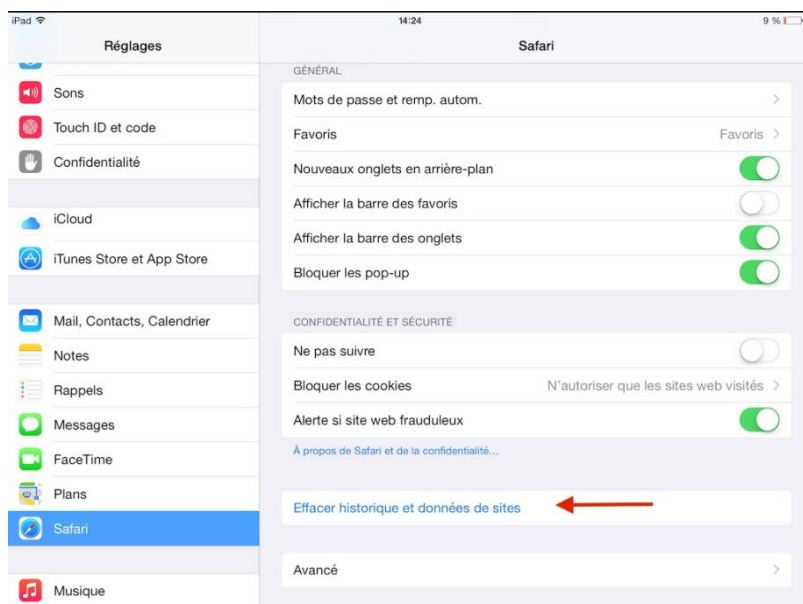 iPad 14:24 9 %
Réglages
Sons
Touch ID et code
Confidentialité
iCloud
iTunes Store et App Store
Mail, Contacts, Calendrier
Notes
Rappels
Messages
FaceTime
Plans
Safari
Musique
Safari
GÉNÉRAL
Mots de passe et remp. autom.
Favoris Favoris
Nouveaux onglets en arrière-plan
Afficher la barre des favoris
Afficher la barre des onglets
Bloquer les pop-up
CONFIDENTIALITÉ ET SÉCURITÉ
Ne pas suivre
Bloquer les cookies N'autoriser que les sites web visités
Alerte si site web frauduleux
À propos de Safari et de la confidentialité...
Effacer historique et données de sites
Avancé